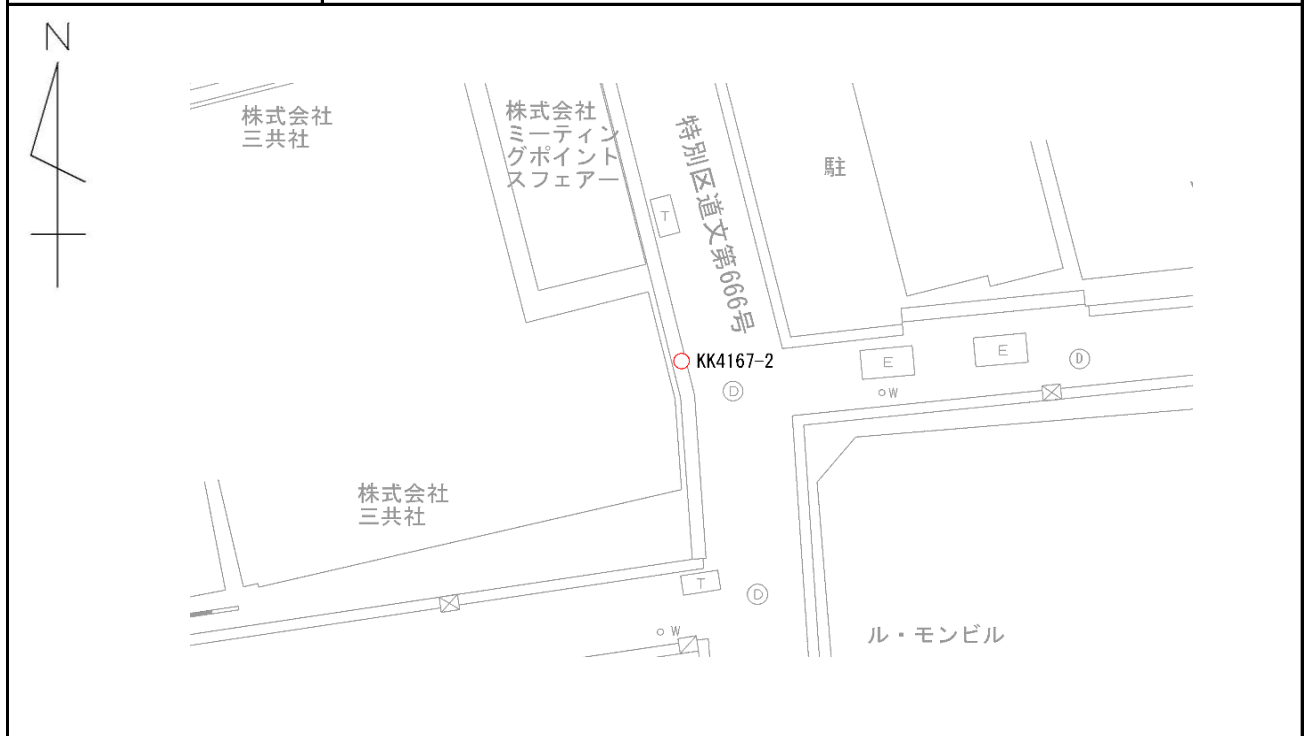 N
株式会社
三共社
株式会社
ミーティン
グポイント
スフェアー
特別区道文第666号
駐
T
KK4167-2
E
E
D
D
W
株式会社
三共社
T
D
W
ル・モンビル